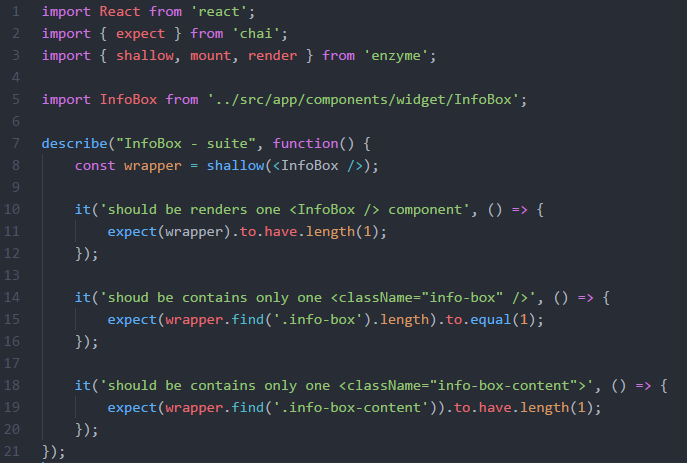 1 import React from 'react';
2 import { expect } from 'chai';
3 import { shallow, mount, render } from 'enzyme';
4
5 import InfoBox from '../src/app/components/widget/InfoBox';
6
7 describe("InfoBox - suite", function() {
8     const wrapper = shallow(<InfoBox />);
9
10     it('should be renders one <InfoBox /> component', () => {
11         expect(wrapper).to.have.length(1);
12     });
13
14     it('shoud be contains only one <className="info-box" />', () => {
15         expect(wrapper.find('.info-box').length).to.equal(1);
16     });
17
18     it('should be contains only one <className="info-box-content">', () => {
19         expect(wrapper.find('.info-box-content')).to.have.length(1);
20     });
21 });